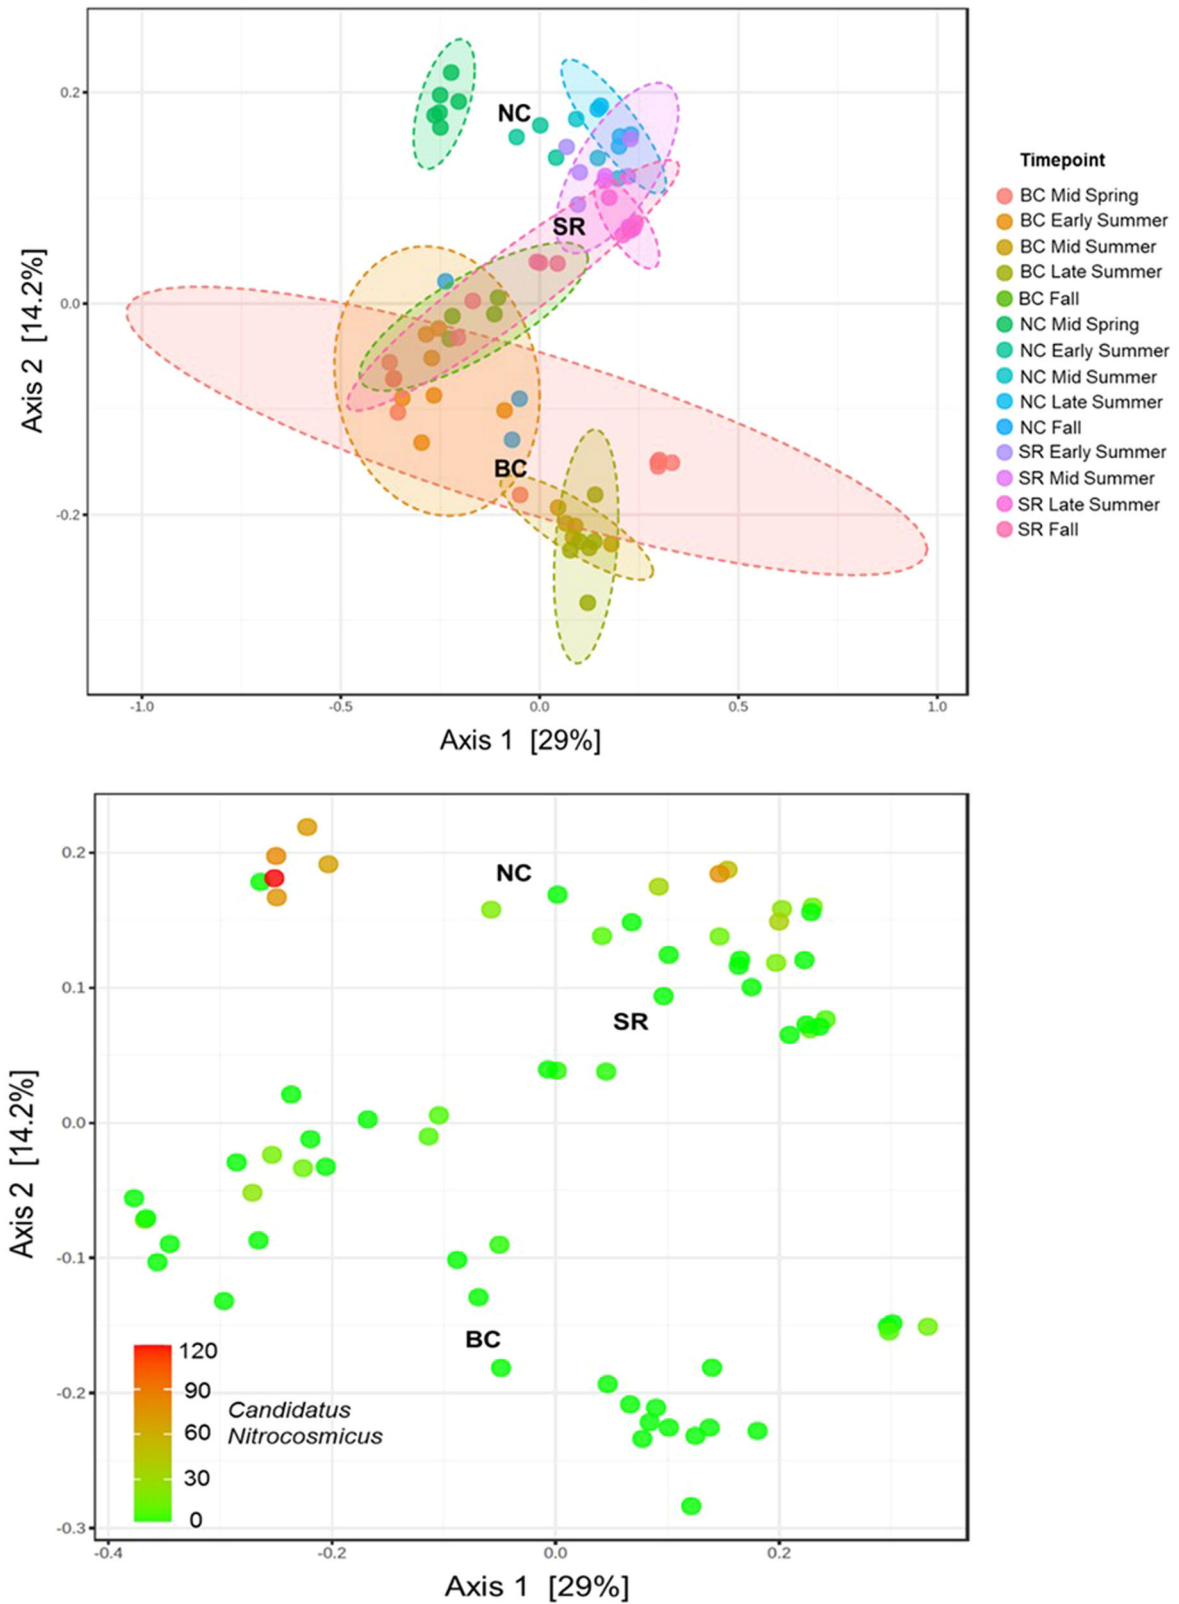 0.2
0.0
-0.2
Axis 2 [14.2%]
NC
SR
BC
-1.0
-0.5
0.0
0.5
1.0
Axis 1 [29%]
Timepoint
BC Mid Spring
BC Early Summer
BC Mid Summer
BC Late Summer
BC Fall
NC Mid Spring
NC Early Summer
NC Mid Summer
NC Late Summer
NC Fall
SR Early Summer
SR Mid Summer
SR Late Summer
SR Fall
0.2
0.1
0.0
-0.1
-0.2
-0.3
Axis 2 [14.2%]
NC
SR
BC
120
90
60
30
0
Candidatus
Nitrocosmicus
-0.4
-0.2
0.0
0.2
Axis 1 [29%]